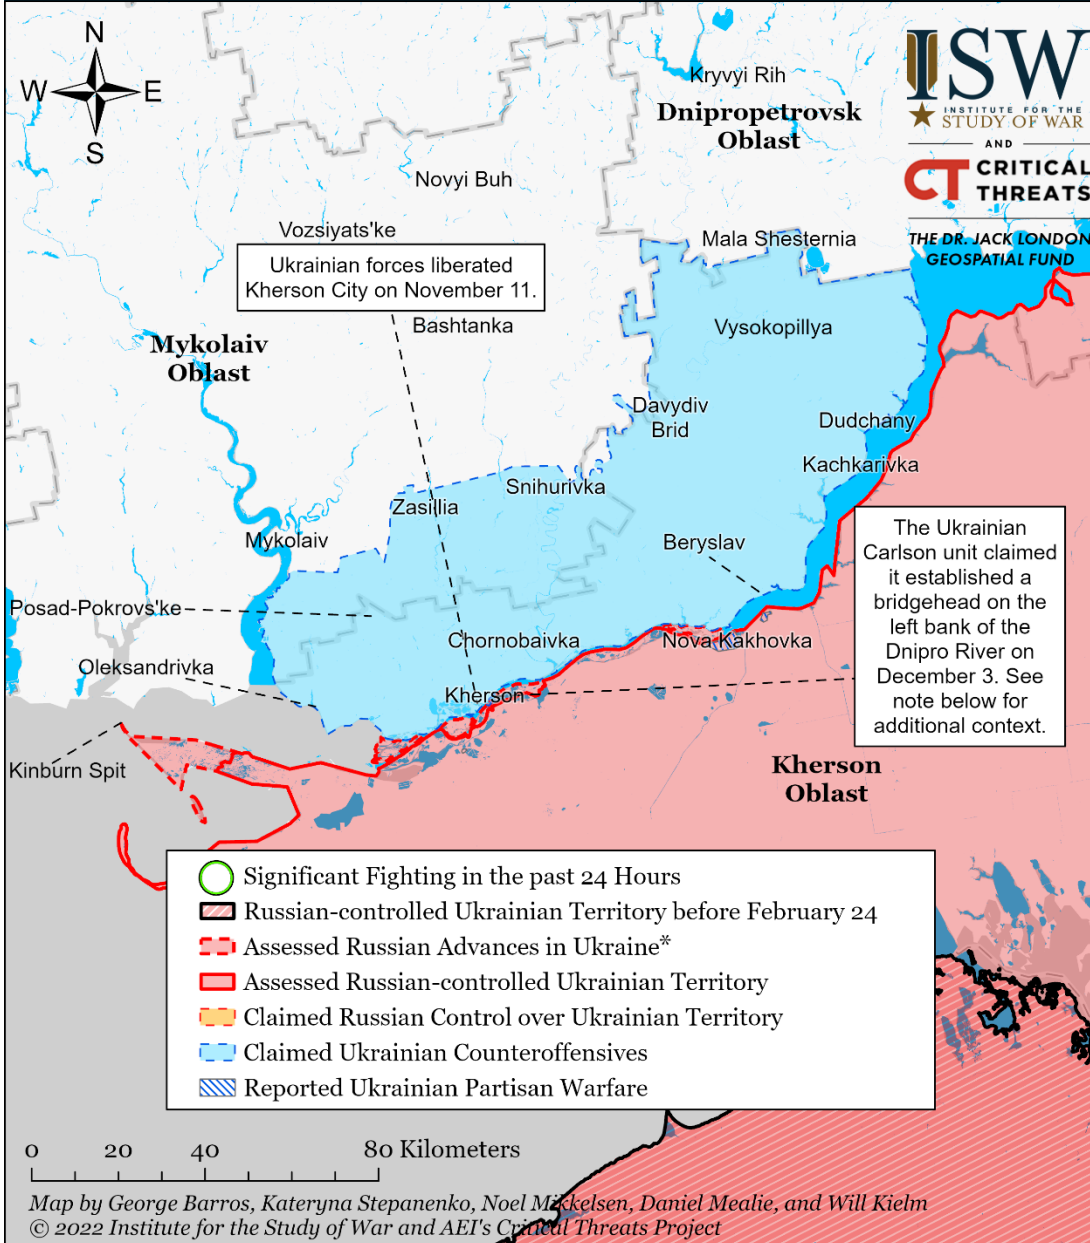 N
W
E
S
ISW
INSTITUTE FOR THE
STUDY OF WAR
AND
CT CRITICAL
THREATS
THE DR. JACK LONDON
GEOSPATIAL FUND
Kryvyi Rih
Dnipropetrovsk
Oblast
Novyi Buh
Vozsiyats'ke
Mala Shesternia
Ukrainian forces liberated
Kherson City on November 11.
Bashtanka
Vysokopillya
Mykolaiv
Oblast
Davydiv
Brid
Dudchany
Kachkarivka
Snihurivka
Zasillia
Mykolaiv
Beryslav
The Ukrainian
Carlson unit claimed
it established a
bridgehead on the
left bank of the
Dnipro River on
December 3. See
note below for
additional context.
Posad-Pokrovs'ke
Chornobaivka
Nova Kakhovka
Oleksandrivka
Kherson
Kinburn Spit
Kherson
Oblast
Significant Fighting in the past 24 Hours
Russian-controlled Ukrainian Territory before February 24
Assessed Russian Advances in Ukraine*
Assessed Russian-controlled Ukrainian Territory
Claimed Russian Control over Ukrainian Territory
Claimed Ukrainian Counteroffensives
Reported Ukrainian Partisan Warfare
0 20 40 80 Kilometers
Map by George Barros, Kateryna Stepanenko, Noel Mikkelsen, Daniel Mealie, and Will Kielm
© 2022 Institute for the Study of War and AEI's Critical Threats Project